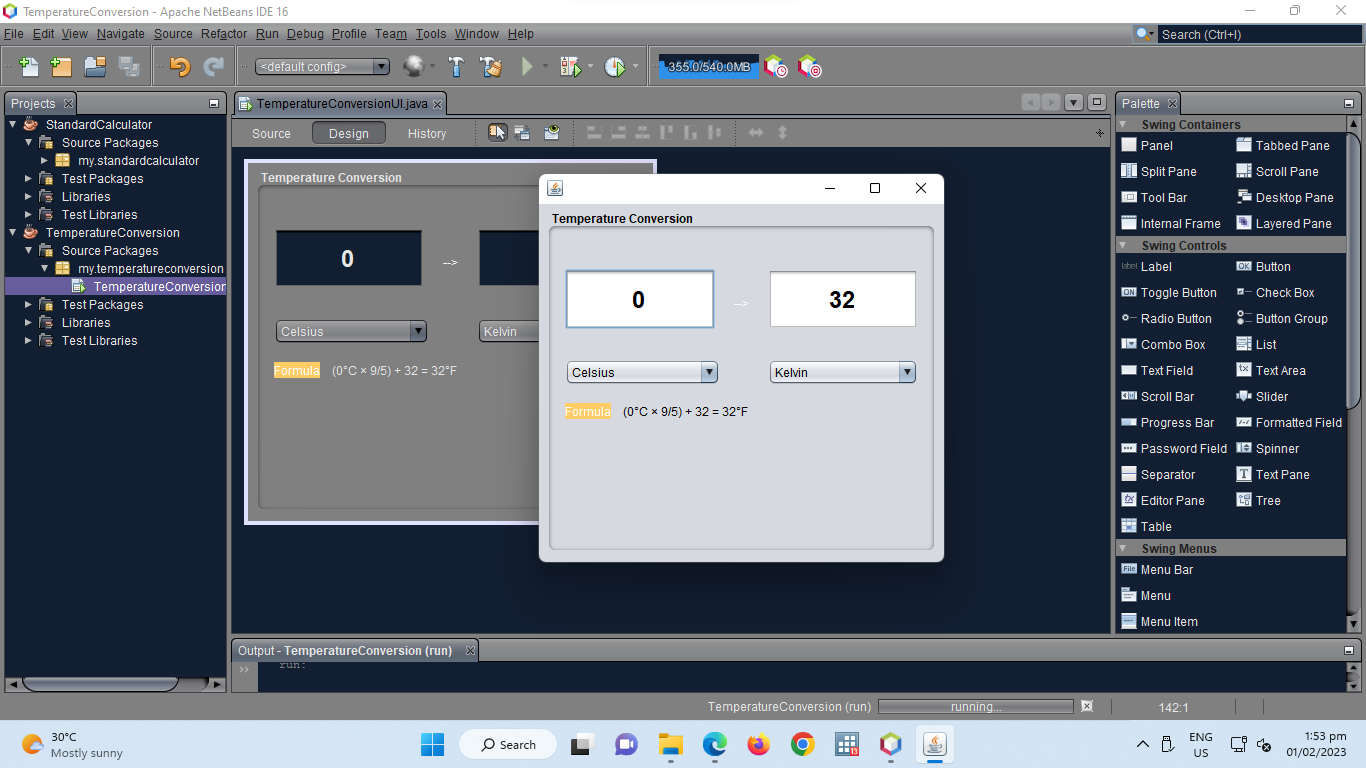 TemperatureConversion - Apache NetBeans IDE 16
File Edit View Navigate Source Refactor Run Debug Profile Team Tools Window Help
Search (Ctrl+I)
<default config>
355.0/540.0MB
Projects
StandardCalculator
Source Packages
my.standardcalculator
Test Packages
Libraries
Test Libraries
TemperatureConversion
Source Packages
my.temperatureconversion
TemperatureConversion
Test Packages
Libraries
Test Libraries
TemperatureConversionUI.java
Source Design History
Temperature Conversion
0
-->
Celsius
Kelvin
Formula (0°C × 9/5) + 32 = 32°F
Temperature Conversion
0 --> 32
Celsius Kelvin
Formula (0°C × 9/5) + 32 = 32°F
Palette
Swing Containers
Panel Tabbed Pane
Split Pane Scroll Pane
Tool Bar Desktop Pane
Internal Frame Layered Pane
Swing Controls
label Label OK Button
ON Toggle Button Check Box
Radio Button Button Group
Combo Box List
Text Field Text Area
Scroll Bar Slider
Progress Bar Formatted Field
Password Field Spinner
Separator T Text Pane
Editor Pane Tree
Table
Swing Menus
File Menu Bar
Menu
Menu Item
Output - TemperatureConversion (run)
run:
TemperatureConversion (run) running... 142:1
30°C
Mostly sunny
Search
ENG
US
1:53 pm
01/02/2023